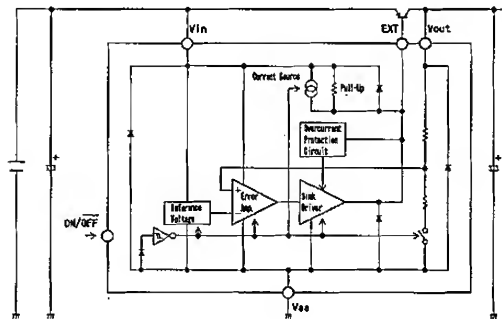 Vin
EXT
Vout
Current Source
Pull-Up
Overcurrent
Protection
Circuit
Reference
Voltage
+
Error
Amp.
Sink
Driver
ON/OFF
Vss
+
+